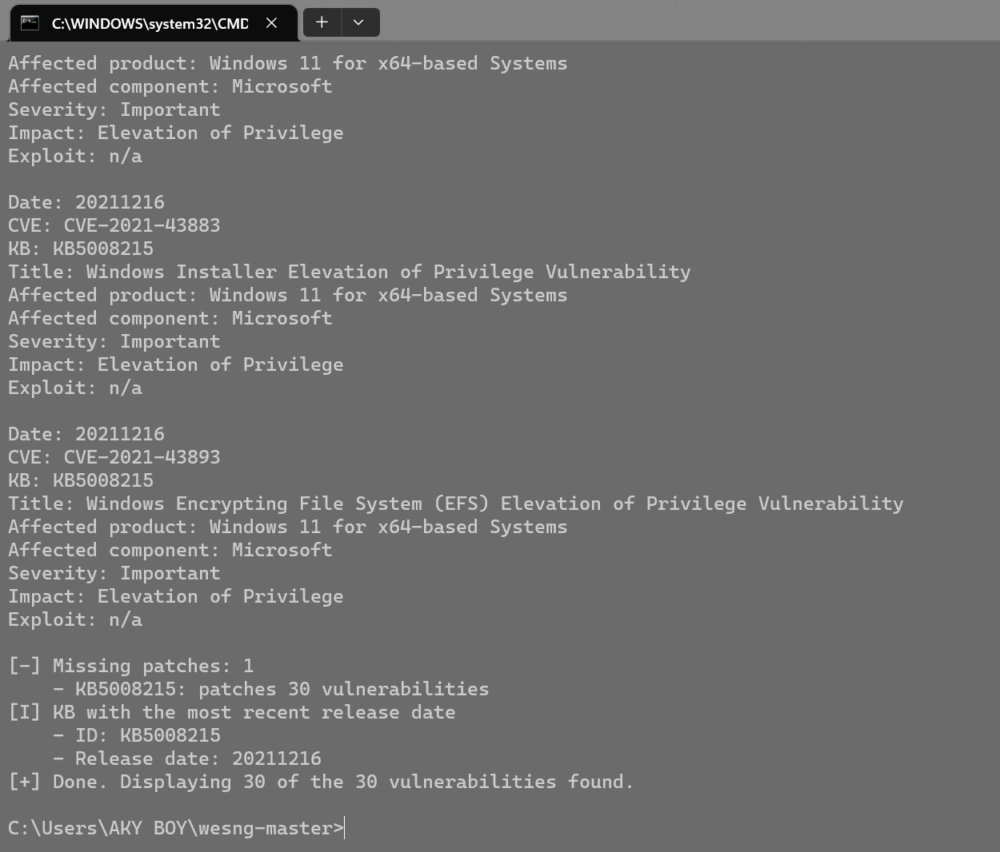 C:\WINDOWS\system32\CMD
Affected product: Windows 11 for x64-based Systems
Affected component: Microsoft
Severity: Important
Impact: Elevation of Privilege
Exploit: n/a
Date: 20211216
CVE: CVE-2021-43883
KB: KB5008215
Title: Windows Installer Elevation of Privilege Vulnerability
Affected product: Windows 11 for x64-based Systems
Affected component: Microsoft
Severity: Important
Impact: Elevation of Privilege
Exploit: n/a
Date: 20211216
CVE: CVE-2021-43893
KB: KB5008215
Title: Windows Encrypting File System (EFS) Elevation of Privilege Vulnerability
Affected product: Windows 11 for x64-based Systems
Affected component: Microsoft
Severity: Important
Impact: Elevation of Privilege
Exploit: n/a
[-] Missing patches: 1
    - KB5008215: patches 30 vulnerabilities
[I] KB with the most recent release date
    - ID: KB5008215
    - Release date: 20211216
[+] Done. Displaying 30 of the 30 vulnerabilities found.
C:\Users\AKY BOY\wesng-master>